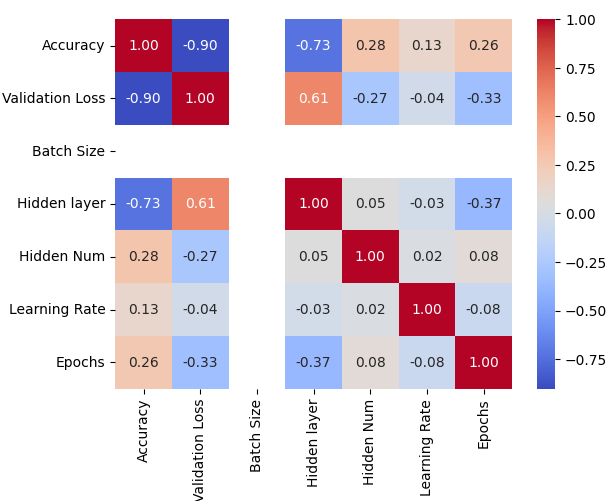 Accuracy 1.00 -0.90 -0.73 0.28 0.13 0.26
Validation Loss -0.90 1.00 0.61 -0.27 -0.04 -0.33
Batch Size
Hidden layer -0.73 0.61 1.00 0.05 -0.03 -0.37
Hidden Num 0.28 -0.27 0.05 1.00 0.02 0.08
Learning Rate 0.13 -0.04 -0.03 0.02 1.00 -0.08
Epochs 0.26 -0.33 -0.37 0.08 -0.08 1.00
Accuracy
Validation Loss
Batch Size
Hidden layer
Hidden Num
Learning Rate
Epochs
1.00
0.75
0.50
0.25
0.00
−0.25
−0.50
−0.75